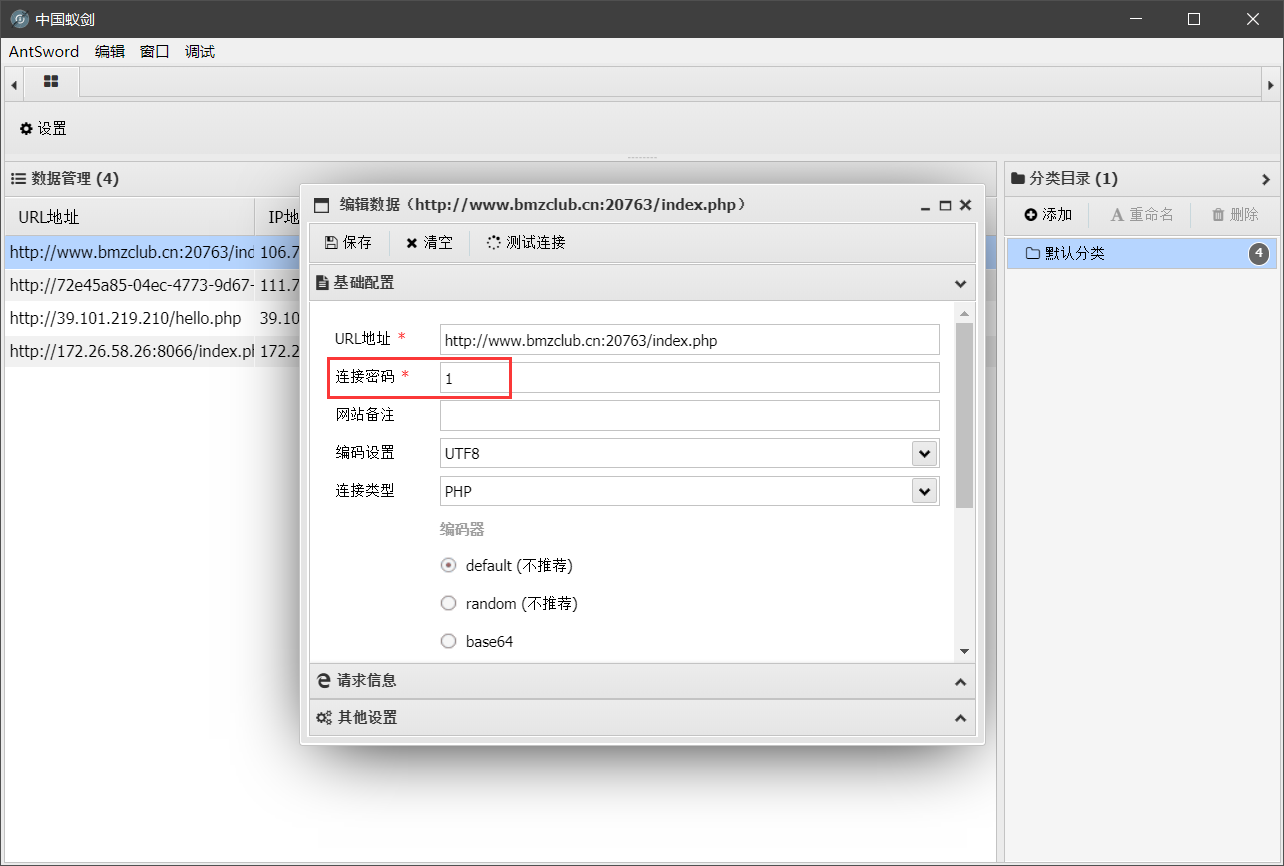 中国蚁剑
AntSword 编辑 窗口 调试
设置
数据管理 (4)
URL地址 IP地
http://www.bmzclub.cn:20763/ind 106.7
http://72e45a85-04ec-4773-9d67- 111.7
http://39.101.219.210/hello.php 39.10
http://172.26.58.26:8066/index.pl 172.2
编辑数据（http://www.bmzclub.cn:20763/index.php）
保存 清空 测试连接
基础配置
URL地址 * http://www.bmzclub.cn:20763/index.php
连接密码 * 1
网站备注
编码设置 UTF8
连接类型 PHP
编码器
default (不推荐)
random (不推荐)
base64
请求信息
其他设置
分类目录 (1)
添加 重命名 删除
默认分类 4